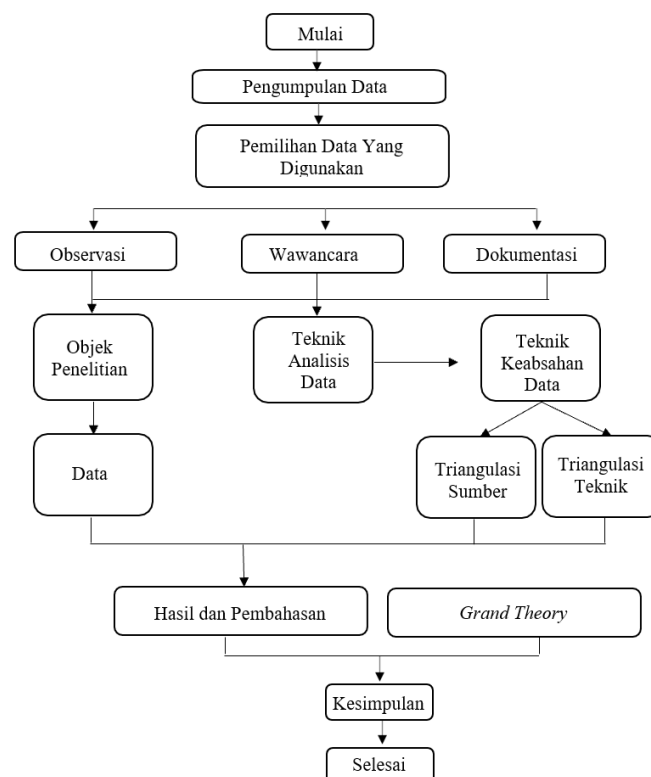 Mulai
Pengumpulan Data
Pemilihan Data Yang
Digunakan
Observasi
Wawancara
Dokumentasi
Objek
Penelitian
Teknik
Analisis
Data
Teknik
Keabsahan
Data
Data
Triangulasi
Sumber
Triangulasi
Teknik
Hasil dan Pembahasan
Grand Theory
Kesimpulan
Selesai